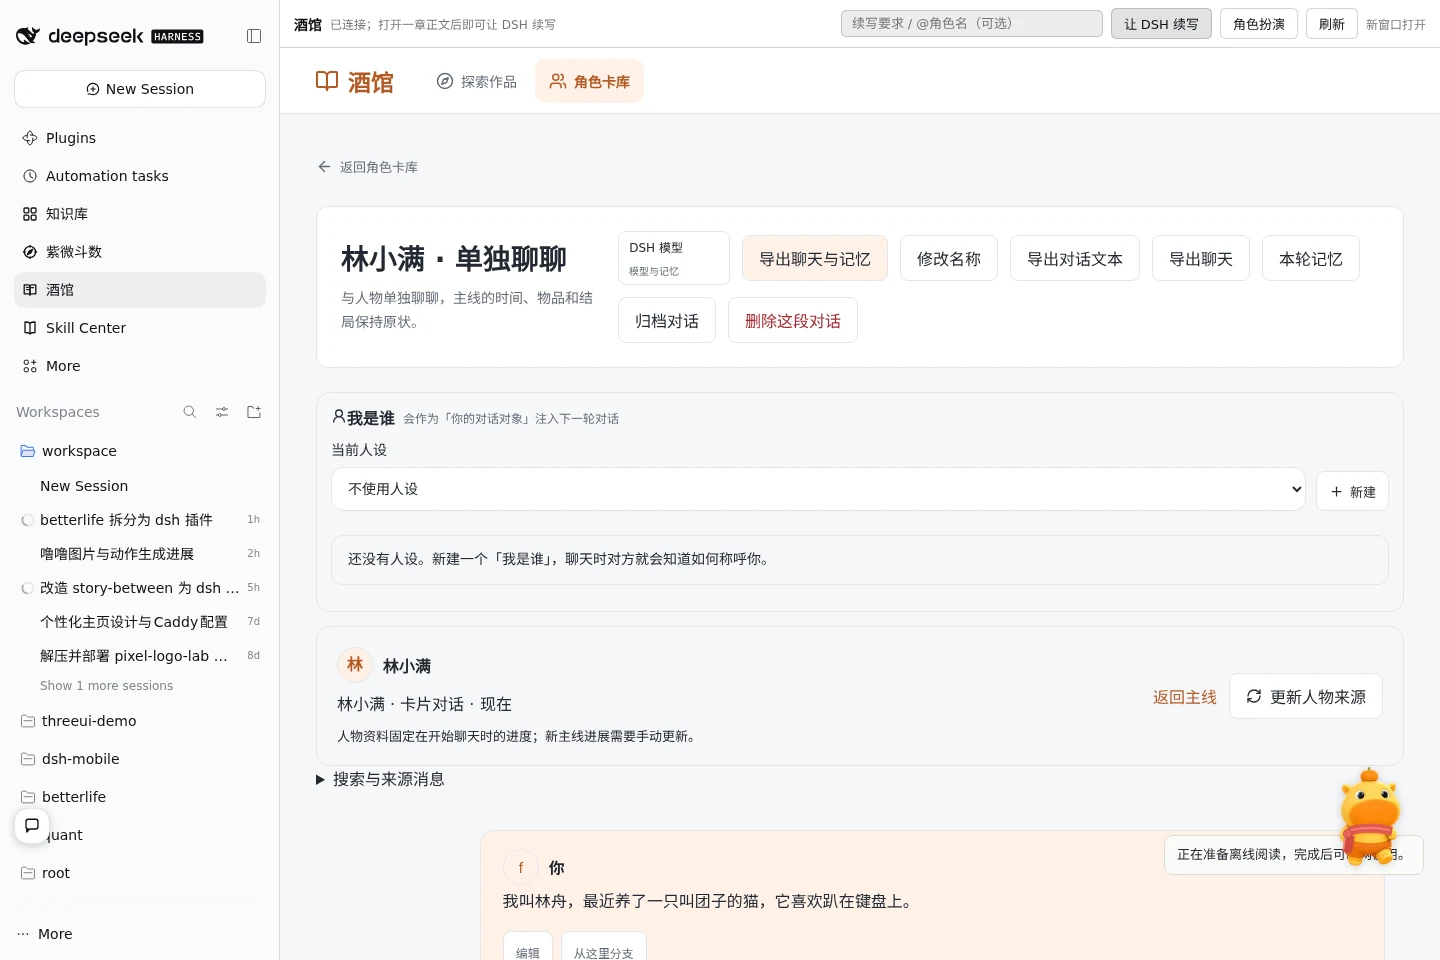 deepseek HARNESS
New Session
Plugins
Automation tasks
知识库
紫微斗数
酒馆
Skill Center
More
Workspaces
workspace
New Session
betterlife 拆分为 dsh 插件 1h
噜噜图片与动作生成进展 2h
改造 story-between 为 dsh ... 5h
个性化主页设计与Caddy配置 7d
解压并部署 pixel-logo-lab ... 8d
Show 1 more sessions
threeui-demo
dsh-mobile
betterlife
quant
root
More
酒馆 已连接；打开一章正文后即可让 DSH 续写
续写要求 / @角色名（可选）
让 DSH 续写
角色扮演
刷新
新窗口打开
酒馆
探索作品
角色卡库
返回角色卡库
林小满 · 单独聊聊
与人物单独聊聊，主线的时间、物品和结
局保持原状。
DSH 模型
模型与记忆
导出聊天与记忆
修改名称
导出对话文本
导出聊天
本轮记忆
归档对话
删除这段对话
我是谁 会作为「你的对话对象」注入下一轮对话
当前人设
不使用人设
新建
还没有人设。新建一个「我是谁」，聊天时对方就会知道如何称呼你。
林 林小满
林小满 · 卡片对话 · 现在
人物资料固定在开始聊天时的进度；新主线进展需要手动更新。
返回主线
更新人物来源
搜索与来源消息
f 你
我叫林舟，最近养了一只叫团子的猫，它喜欢趴在键盘上。
编辑
从这里分支
正在准备离线阅读，完成后可
用。